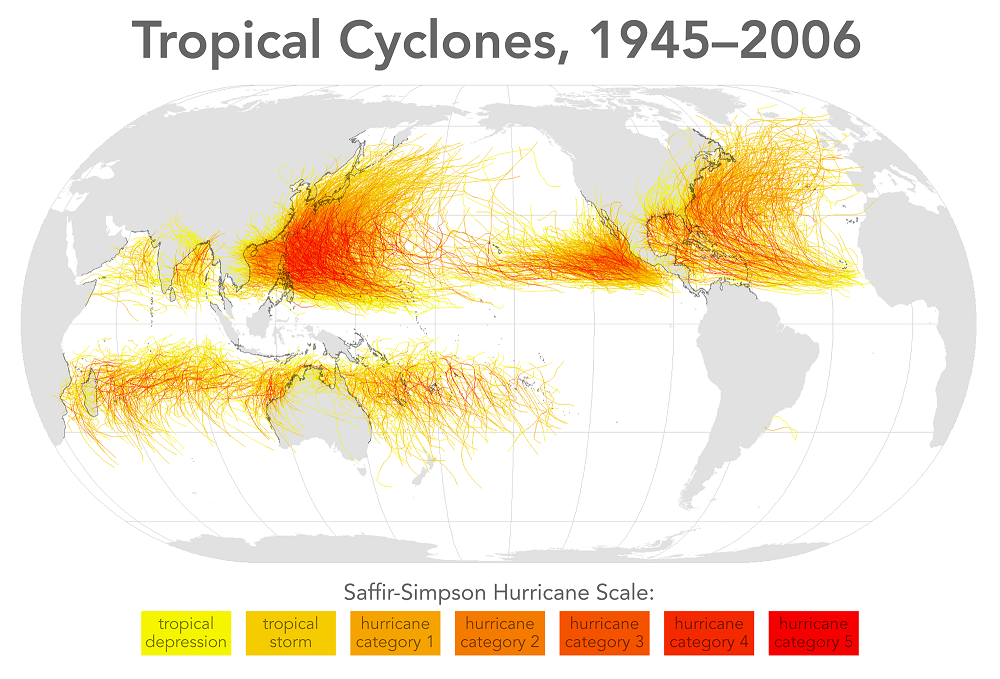 Tropical Cyclones, 1945–2006
Saffir-Simpson Hurricane Scale:
tropical depression
tropical storm
hurricane category 1
hurricane category 2
hurricane category 3
hurricane category 4
hurricane category 5